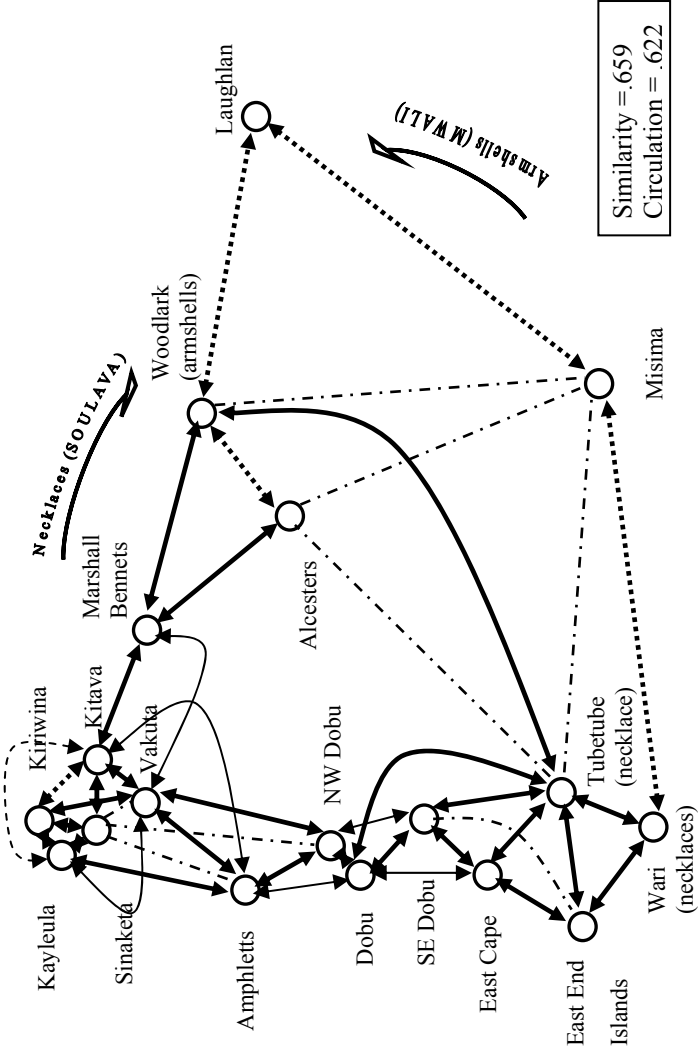 Kayleula
Sinaketa
Amphletts
Dobu
SE Dobu
East Cape
East End
Islands
Kiriwina
Kitava
Vakuta
NW Dobu
Tubetube
(necklace)
Wari
(necklaces)
Marshall
Bennets
Alcesters
Necklaces (SOULAVA)
Woodlark
(armshells)
Misima
Laughlan
Armshells (MWALI)
Similarity =.659
Circulation = .622